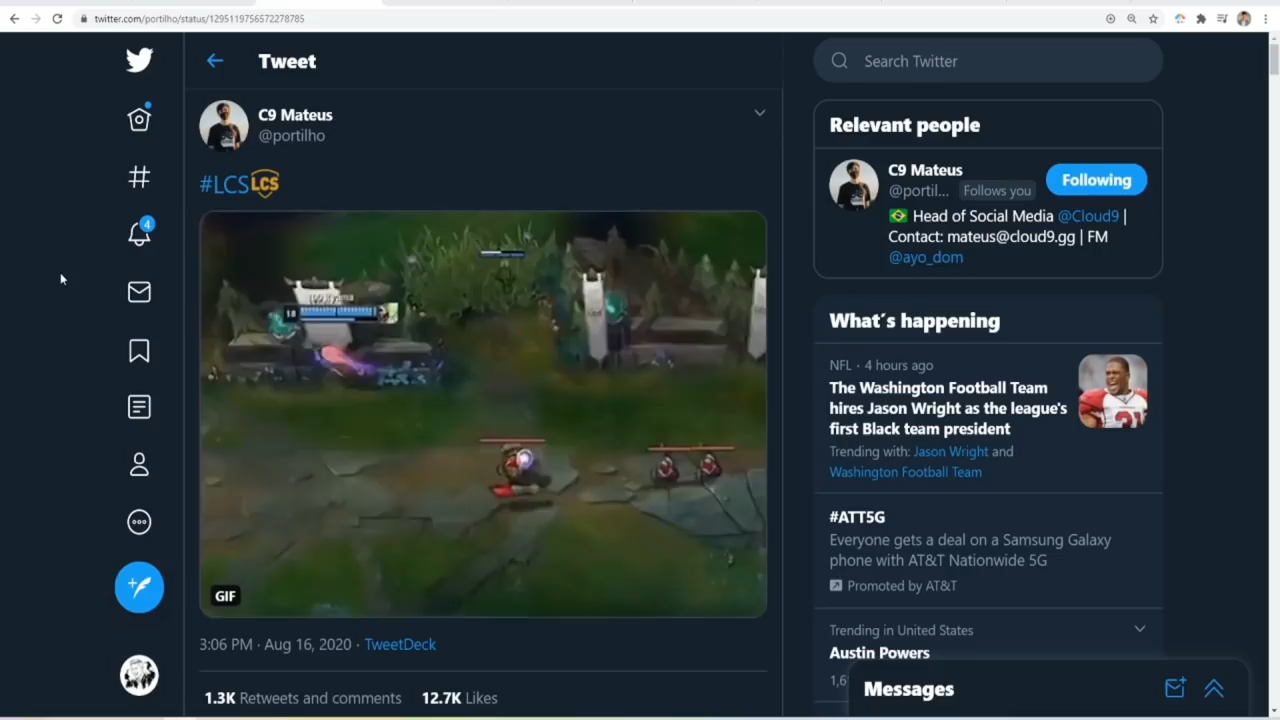 twitter.com/portilho/status/1295119756572278785
Tweet
Search Twitter
C9 Mateus
@portilho
#LCS
LCS
18
GIF
3:06 PM · Aug 16, 2020 · TweetDeck
1.3K Retweets and comments 12.7K Likes
4
Relevant people
C9 Mateus
@portil... Follows you
Following
Head of Social Media @Cloud9 |
Contact: mateus@cloud9.gg | FM
@ayo_dom
What´s happening
NFL · 4 hours ago
The Washington Football Team
hires Jason Wright as the league's
first Black team president
Trending with: Jason Wright and
Washington Football Team
#ATT5G
Everyone gets a deal on a Samsung Galaxy
phone with AT&T Nationwide 5G
Promoted by AT&T
Trending in United States
Austin Powers
Messages